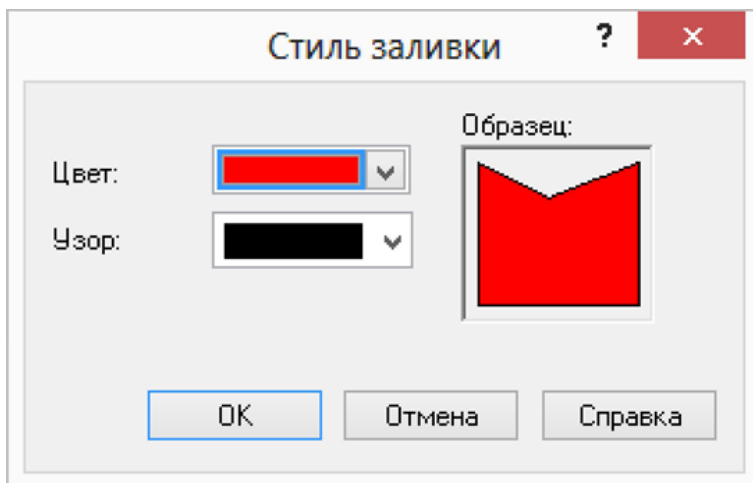 Стиль заливки
?
Образец:
Цвет:
Узор:
OK
Отмена
Справка